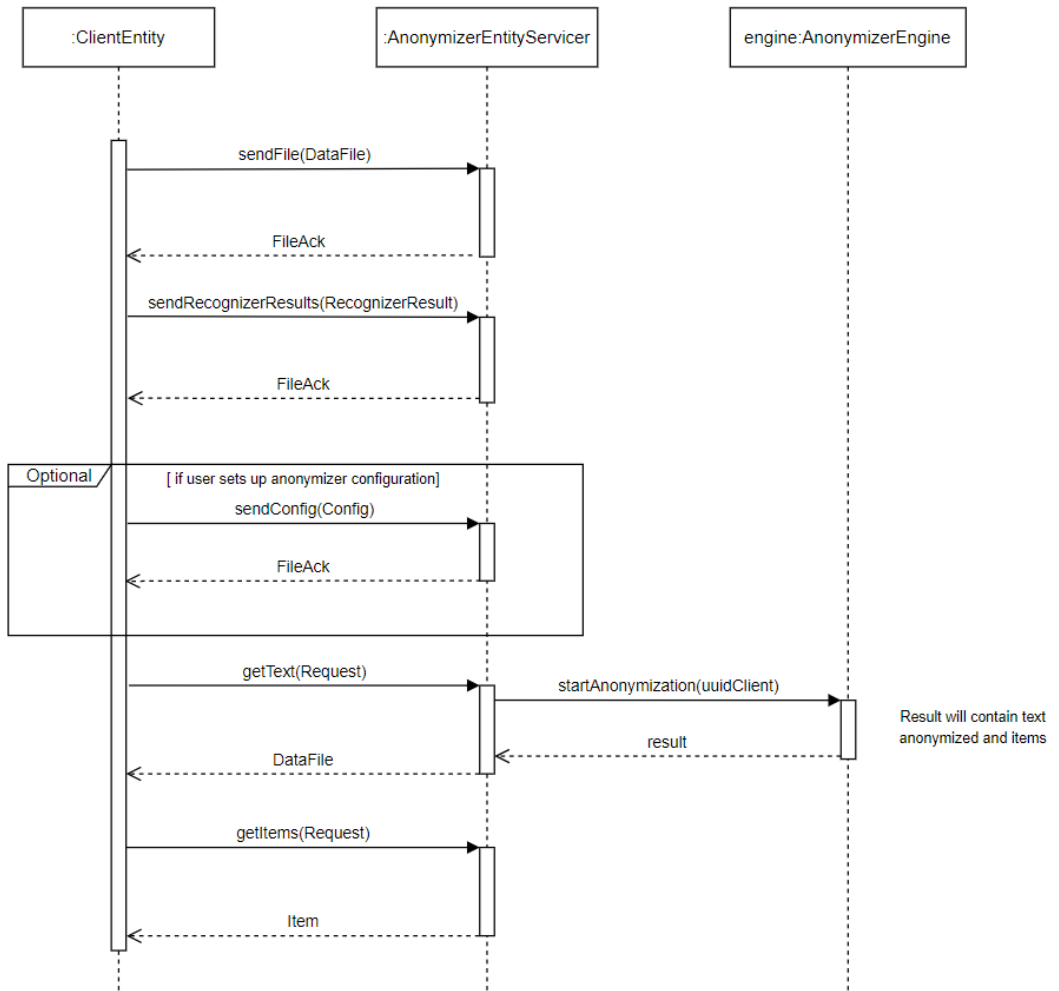 :ClientEntity
:AnonymizerEntityServicer
engine:AnonymizerEngine
sendFile(DataFile)
FileAck
sendRecognizerResults(RecognizerResult)
FileAck
Optional
[ if user sets up anonymizer configuration]
sendConfig(Config)
FileAck
getText(Request)
startAnonymization(uuidClient)
Result will contain text
anonymized and items
result
DataFile
getItems(Request)
Item